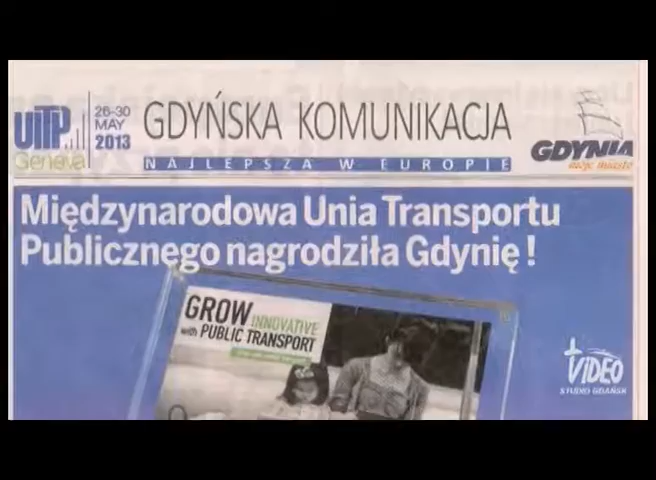 UITP
Geneva
26-30
MAY
2013
GDYŃSKA KOMUNIKACJA
NAJLEPSZA W EUROPIE
GDYNIA
moje miasto
Międzynarodowa Unia Transportu
Publicznego nagrodziła Gdynię !
GROW INNOVATIVE
with PUBLIC TRANSPORT
VIDEO
STUDIO GDAŃSK